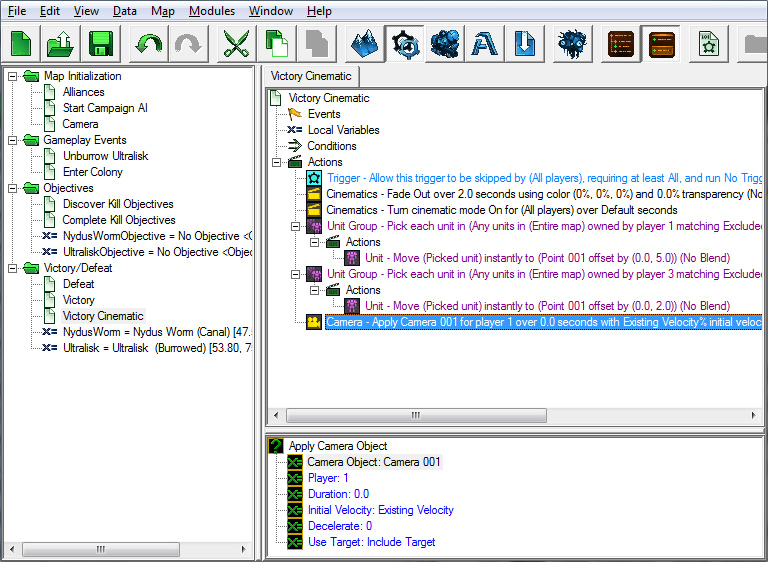 File Edit View Data Map Modules Window Help
Map Initialization
Alliances
Start Campaign AI
Camera
Gameplay Events
Unburrow Ultralisk
Enter Colony
Objectives
Discover Kill Objectives
Complete Kill Objectives
NydusWormObjective = No Objective <O
UltraliskObjective = No Objective <Objec
Victory/Defeat
Defeat
Victory
Victory Cinematic
NydusWorm = Nydus Worm (Canal) [47.
Ultralisk = Ultralisk (Burrowed) [53.80, 7
Victory Cinematic
Victory Cinematic
Events
Local Variables
Conditions
Actions
Trigger - Allow this trigger to be skipped by (All players), requiring at least All, and run No Trigg
Cinematics - Fade Out over 2.0 seconds using color (0%, 0%, 0%) and 0.0% transparency (No
Cinematics - Turn cinematic mode On for (All players) over Default seconds
Unit Group - Pick each unit in (Any units in (Entire map) owned by player 1 matching Exclude
Actions
Unit - Move (Picked unit) instantly to (Point 001 offset by (0.0, 5.0)) (No Blend)
Unit Group - Pick each unit in (Any units in (Entire map) owned by player 3 matching Exclude
Actions
Unit - Move (Picked unit) instantly to (Point 001 offset by (0.0, 2.0)) (No Blend)
Camera - Apply Camera 001 for player 1 over 0.0 seconds with Existing Velocity% initial veloc
Apply Camera Object
Camera Object: Camera 001
Player: 1
Duration: 0.0
Initial Velocity: Existing Velocity
Decelerate: 0
Use Target: Include Target